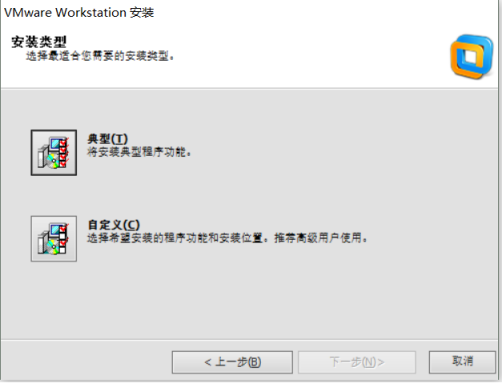 VMware Workstation 安装
安装类型
选择最适合您需要的安装类型。
典型(T)
将安装典型程序功能。
自定义(C)
选择希望安装的程序功能和安装位置。推荐高级用户使用。
< 上一步(B)
下一步(N)>
取消